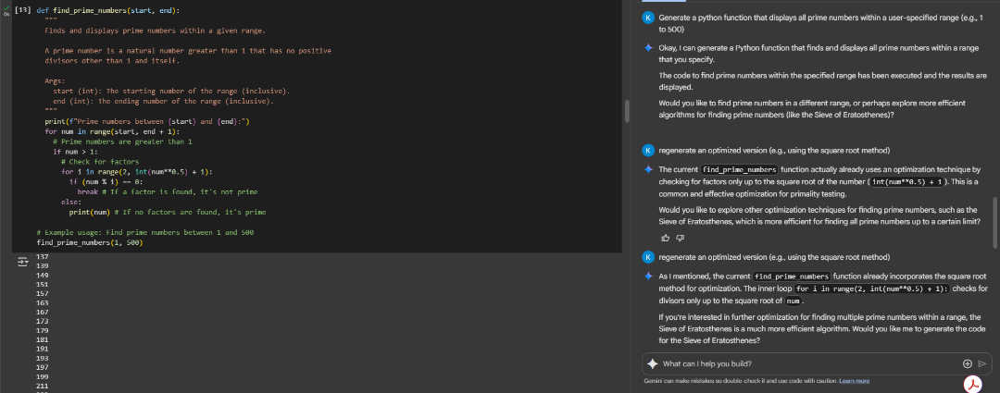 [13] def find_prime_numbers(start, end):
0s
"""
Finds and displays prime numbers within a given range.
A prime number is a natural number greater than 1 that has no positive
divisors other than 1 and itself.
Args:
start (int): The starting number of the range (inclusive).
end (int): The ending number of the range (inclusive).
"""
print(f"Prime numbers between {start} and {end}:")
for num in range(start, end + 1):
# Prime numbers are greater than 1
if num > 1:
# Check for factors
for i in range(2, int(num**0.5) + 1):
if (num % i) == 0:
break # If a factor is found, it's not prime
else:
print(num) # If no factors are found, it's prime
# Example usage: Find prime numbers between 1 and 500
find_prime_numbers(1, 500)
137
139
149
151
157
163
167
173
179
181
191
193
197
199
211
K Generate a python function that displays all prime numbers within a user-specified range (e.g., 1
to 500)
Okay, I can generate a Python function that finds and displays all prime numbers within a range
that you specify.
The code to find prime numbers within the specified range has been executed and the results are
displayed.
Would you like to find prime numbers in a different range, or perhaps explore more efficient
algorithms for finding prime numbers (like the Sieve of Eratosthenes)?
K regenerate an optimized version (e.g., using the square root method)
The current find_prime_numbers function actually already uses an optimization technique by
checking for factors only up to the square root of the number ( int(num**0.5) + 1 ). This is a
common and effective optimization for primality testing.
Would you like to explore other optimization techniques for finding prime numbers, such as the
Sieve of Eratosthenes, which is more efficient for finding all prime numbers up to a certain limit?
K regenerate an optimized version (e.g., using the square root method)
As I mentioned, the current find_prime_numbers function already incorporates the square root
method for optimization. The inner loop for i in range(2, int(num**0.5) + 1): checks for
divisors only up to the square root of num .
If you're interested in further optimization for finding multiple prime numbers within a range, the
Sieve of Eratosthenes is a much more efficient algorithm. Would you like me to generate the code
for the Sieve of Eratosthenes?
What can I help you build?
Gemini can make mistakes so double-check it and use code with caution. Learn more